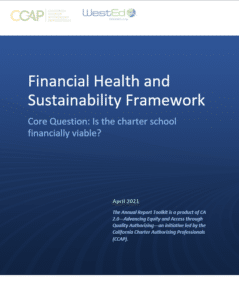 CCAP
WestEd
Financial Health and
Sustainability Framework
Core Question: Is the charter school
financially viable?
April 2021
The Annual Report Toolkit is a product of CA
2.0—Advancing Equity and Access through
Quality Authorizing—an initiative led by the
California Charter Authorizing Professionals
(CCAP).